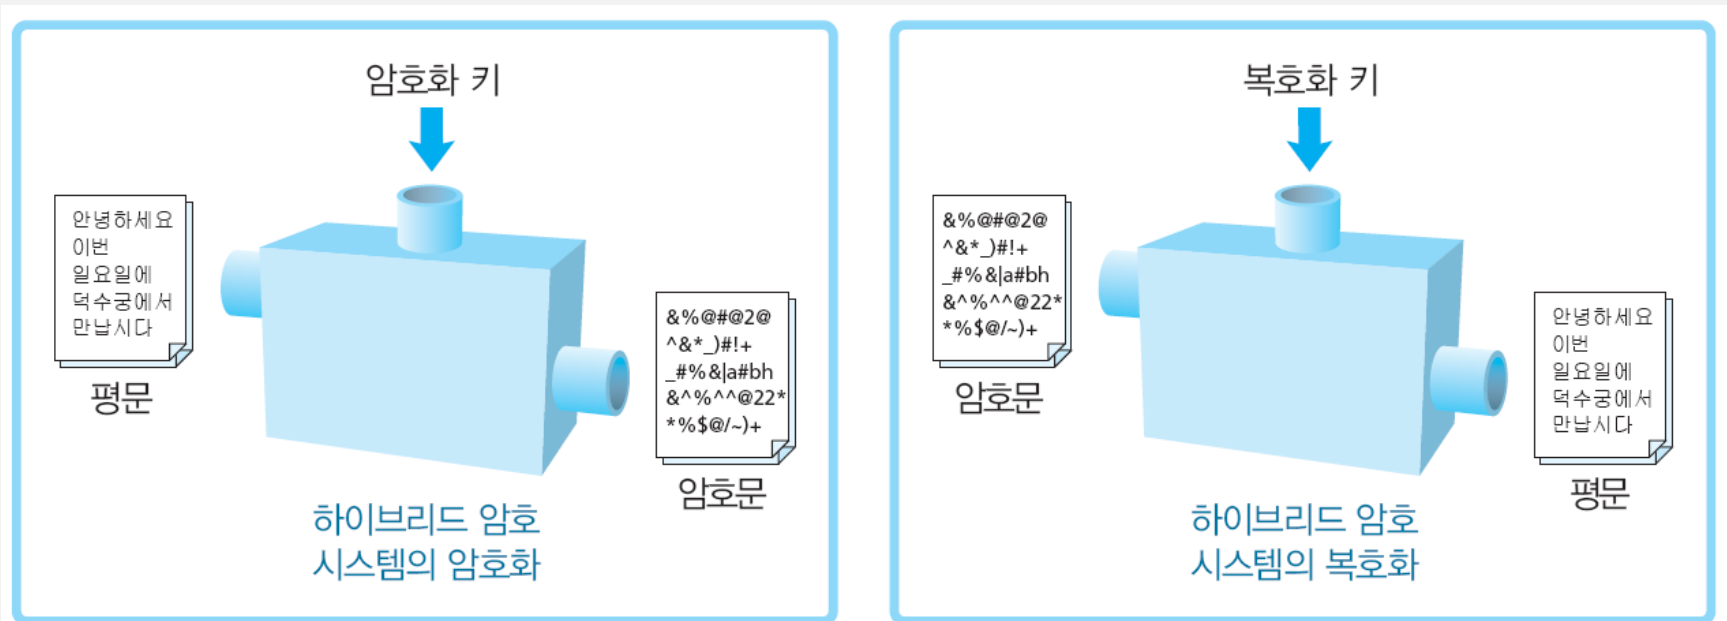 암호화 키
안녕하세요
이번
일요일에
덕수궁에서
만납시다
평문
&%@#@2@
^&*_)#!+
_#%&|a#bh
&^%^^@22*
*%$@/~)+
암호문
하이브리드 암호
시스템의 암호화
복호화 키
&%@#@2@
^&*_)#!+
_#%&|a#bh
&^%^^@22*
*%$@/~)+
암호문
안녕하세요
이번
일요일에
덕수궁에서
만납시다
평문
하이브리드 암호
시스템의 복호화